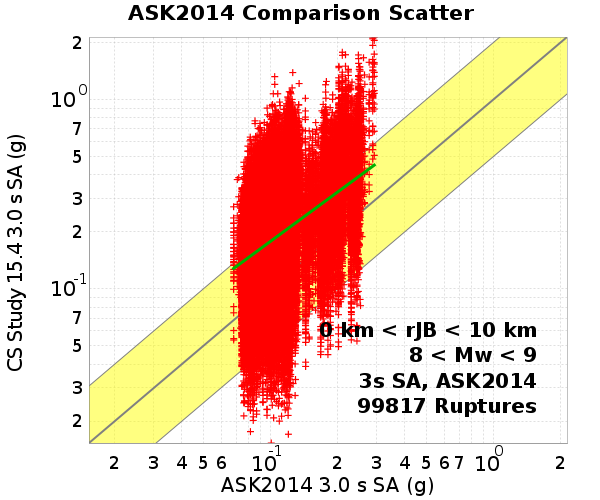 ASK2014 Comparison Scatter
CS Study 15.4 3.0 s SA (g)
2
10^0
7
5
3
2
10^-1
7
5
3
2
0 km < rJB < 10 km
8 < Mw < 9
3s SA, ASK2014
99817 Ruptures
2 3 4 5 6 10^-1 2 3 4 5 6 7 10^0 2
ASK2014 3.0 s SA (g)